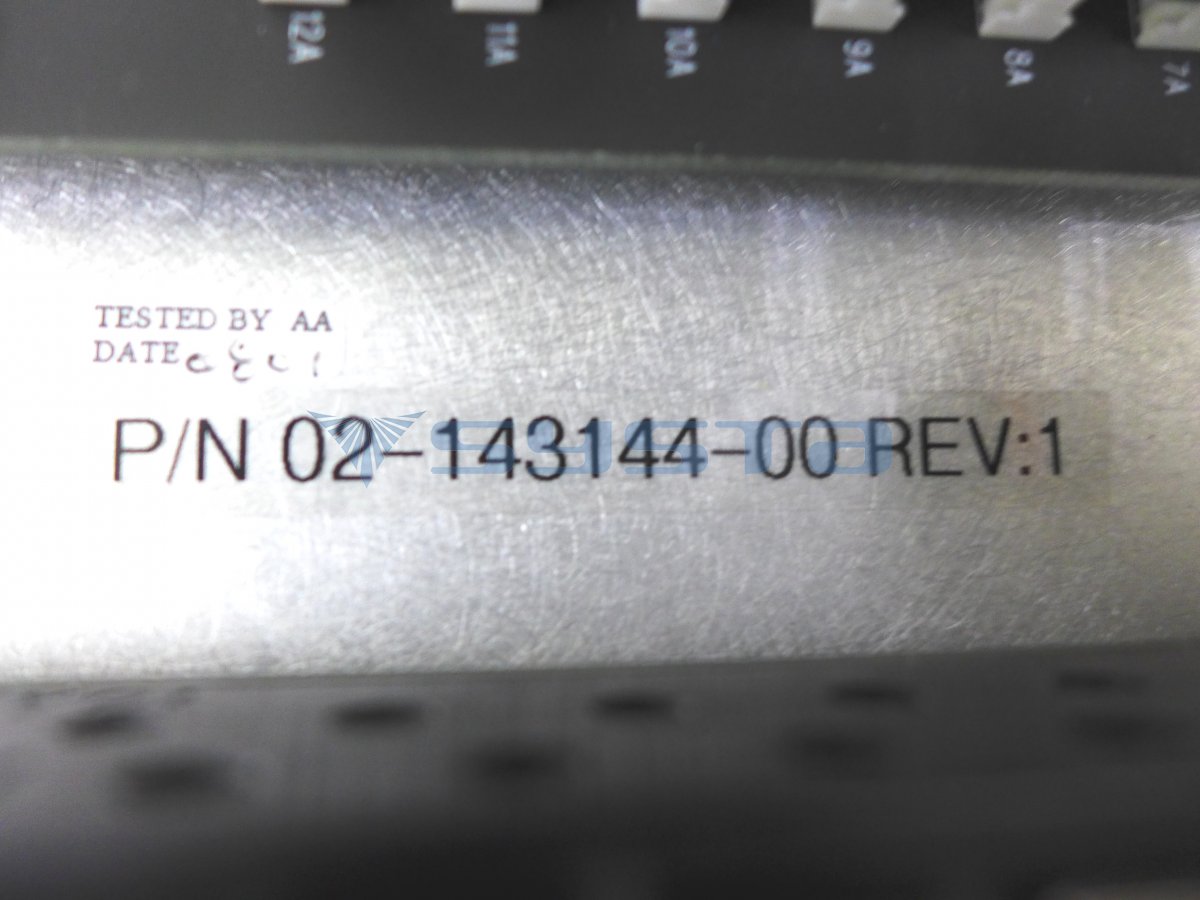 12A 11A 10A 9A 8A 7A
TESTED BY AA
DATE
P/N 02-143144-00 REV:1